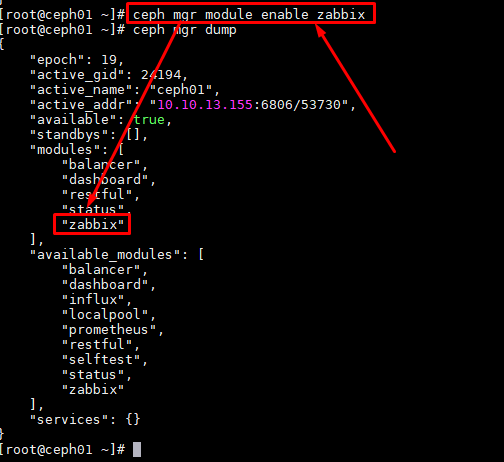 [root@ceph01 ~]# ceph mgr module enable zabbix
[root@ceph01 ~]# ceph mgr dump
{
    "epoch": 19,
    "active_gid": 24194,
    "active_name": "ceph01",
    "active_addr": "10.10.13.155:6806/53730",
    "available": true,
    "standbys": [],
    "modules": [
        "balancer",
        "dashboard",
        "restful",
        "status",
        "zabbix"
    ],
    "available_modules": [
        "balancer",
        "dashboard",
        "influx",
        "localpool",
        "prometheus",
        "restful",
        "selftest",
        "status",
        "zabbix"
    ],
    "services": {}
}
[root@ceph01 ~]#